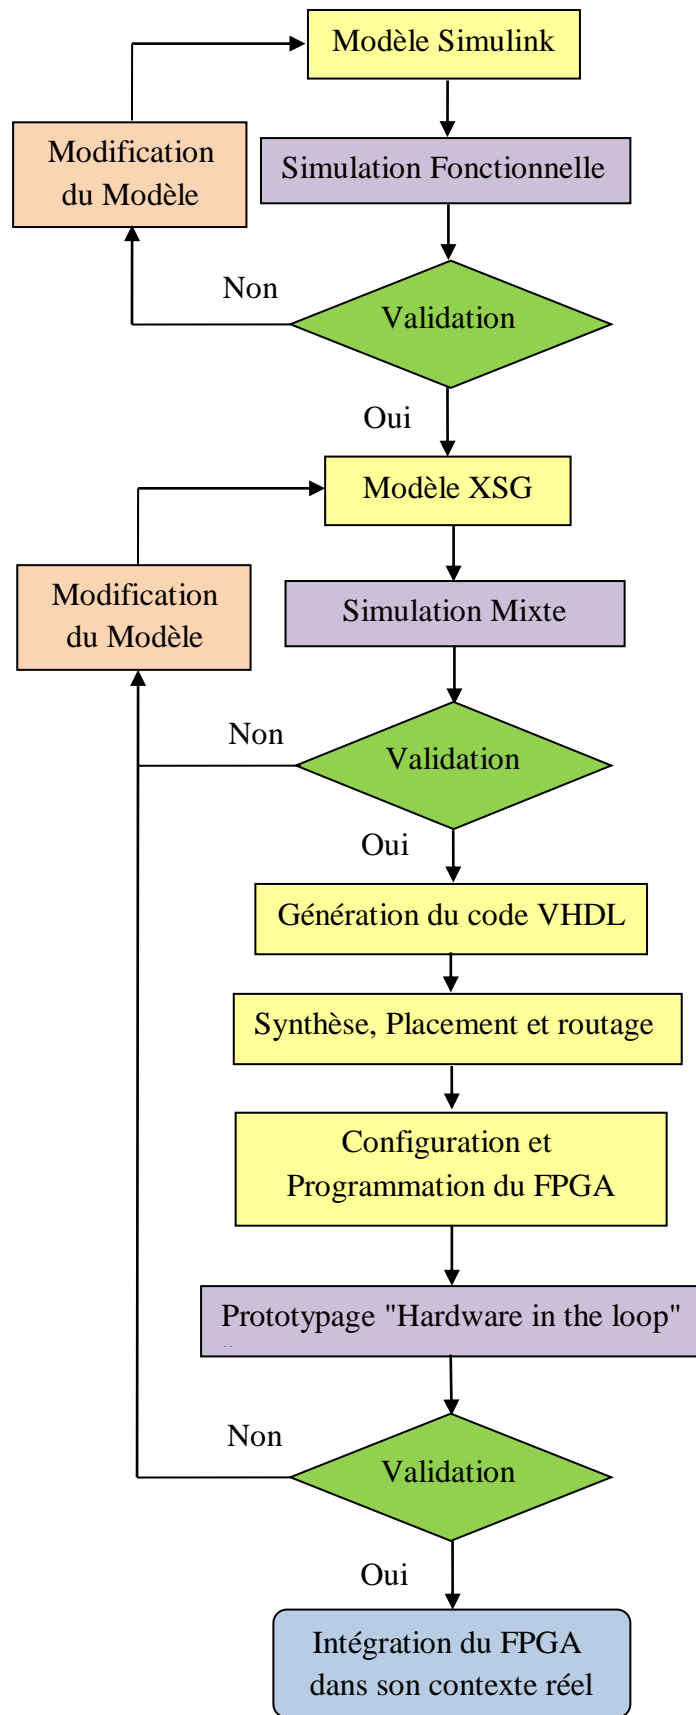 Modèle Simulink
Modification
du Modèle
Simulation Fonctionnelle
Non
Validation
Oui
Modèle XSG
Modification
du Modèle
Simulation Mixte
Non
Validation
Oui
Génération du code VHDL
Synthèse, Placement et routage
Configuration et
Programmation du FPGA
Prototypage "Hardware in the loop"
Non
Validation
Oui
Intégration du FPGA
dans son contexte réel